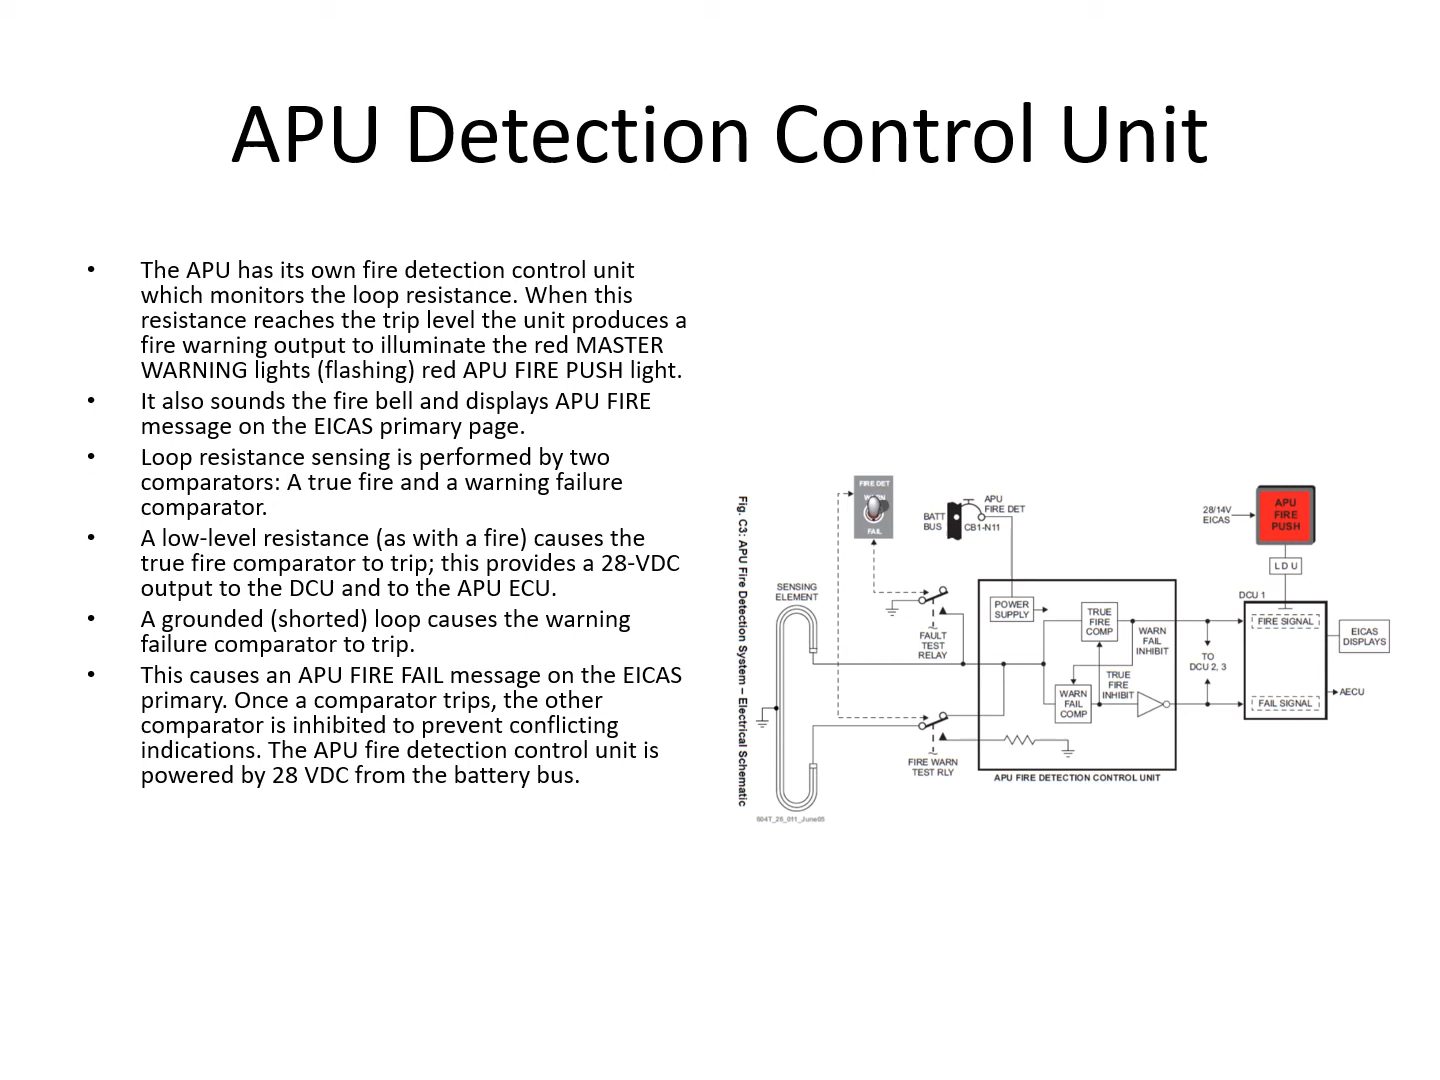 APU Detection Control Unit
• The APU has its own fire detection control unit
which monitors the loop resistance. When this
resistance reaches the trip level the unit produces a
fire warning output to illuminate the red MASTER
WARNING lights (flashing) red APU FIRE PUSH light.
• It also sounds the fire bell and displays APU FIRE
message on the EICAS primary page.
• Loop resistance sensing is performed by two
comparators: A true fire and a warning failure
comparator.
• A low-level resistance (as with a fire) causes the
true fire comparator to trip; this provides a 28-VDC
output to the DCU and to the APU ECU.
• A grounded (shorted) loop causes the warning
failure comparator to trip.
• This causes an APU FIRE FAIL message on the EICAS
primary. Once a comparator trips, the other
comparator is inhibited to prevent conflicting
indications. The APU fire detection control unit is
powered by 28 VDC from the battery bus.
Fig. C3: APU Fire Detection System – Electrical Schematic
FIRE DET
WARN
FAIL
BATT
BUS
APU
FIRE DET
CB1-N11
28/14V
EICAS
APU
FIRE
PUSH
LDU
SENSING
ELEMENT
FAULT
TEST
RELAY
POWER
SUPPLY
TRUE
FIRE
COMP
WARN
FAIL
INHIBIT
TRUE
FIRE
INHIBIT
WARN
FAIL
COMP
TO
DCU 2, 3
DCU 1
FIRE SIGNAL
FAIL SIGNAL
EICAS
DISPLAYS
AECU
FIRE WARN
TEST RLY
APU FIRE DETECTION CONTROL UNIT
604T_26_011_June05